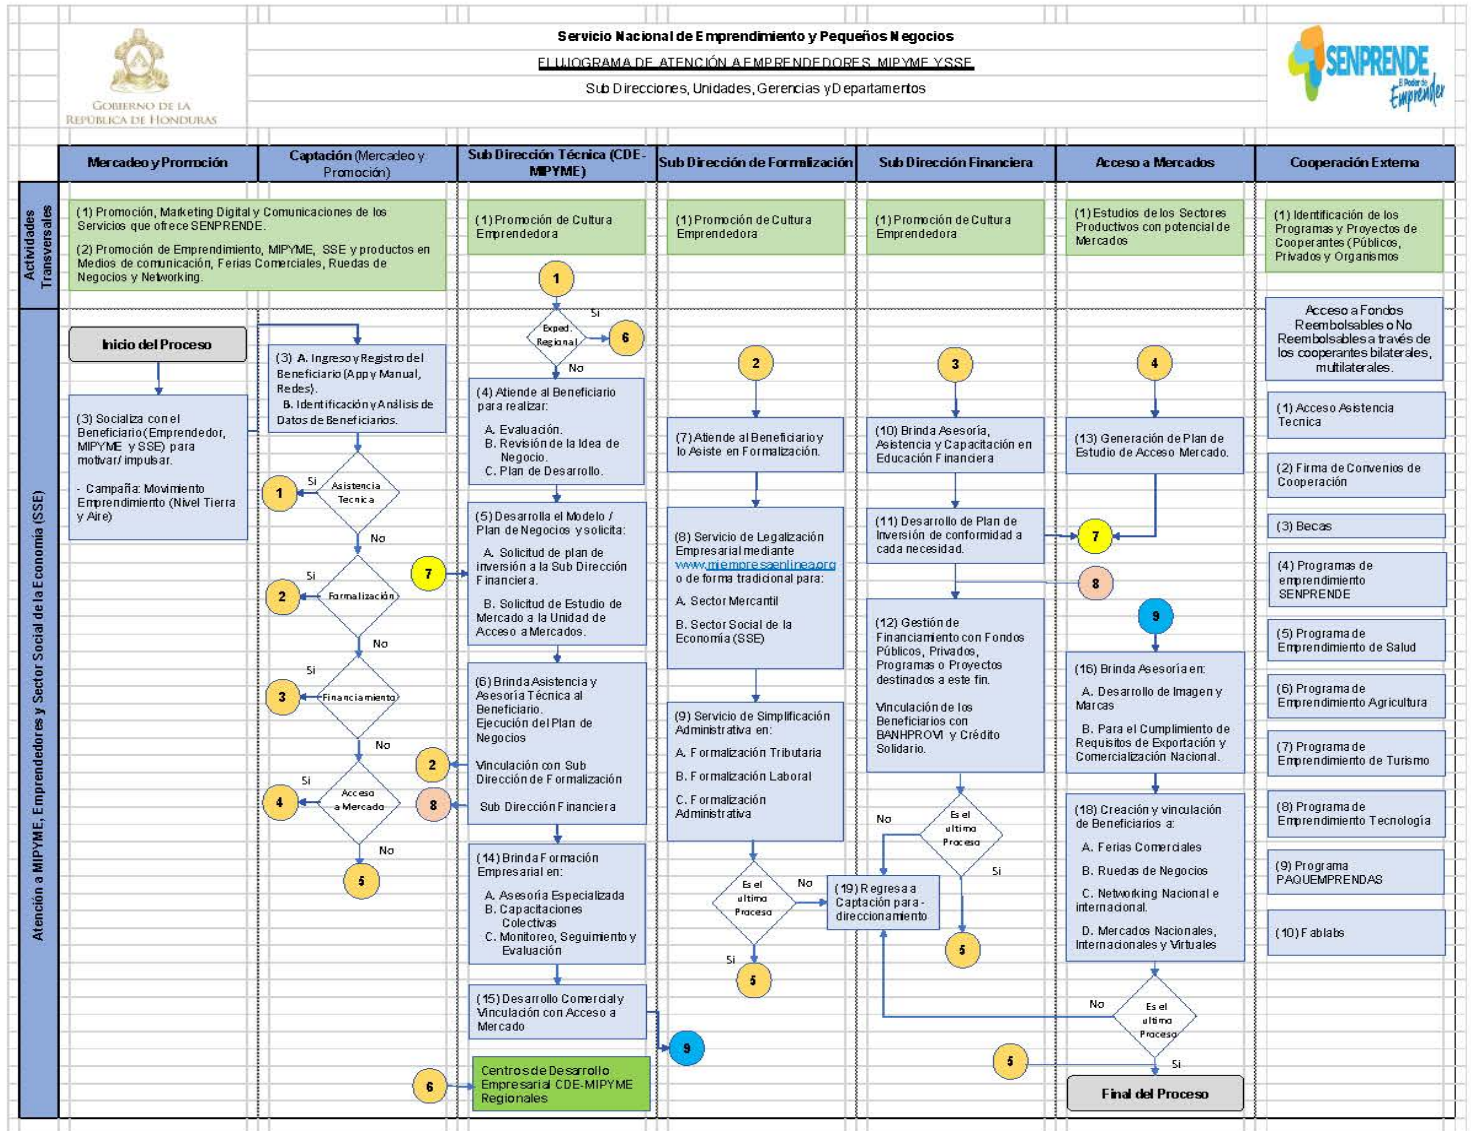 Servicio Nacional de Emprendimiento y Pequeños Negocios
FLUJOGRAMA DE ATENCIÓN A EMPRENDEDORES, MIPYME Y SSE
Sub Direcciones, Unidades, Gerencias y Departamentos
GOBIERNO DE LA
REPÚBLICA DE HONDURAS
SENPRENDE
El Poder de
Emprender
Mercadeo y Promoción
Captación (Mercadeo y
Promoción)
Sub Dirección Técnica (CDE-
MIPYME)
Sub Dirección de Formalización
Sub Dirección Financiera
Acceso a Mercados
Cooperación Externa
Actividades
Transversales
(1) Promoción, Marketing Digital y Comunicaciones de los
Servicios que ofrece SENPRENDE.
(2) Promoción de Emprendimiento, MIPYME, SSE y productos en
Medios de comunicación, Ferias Comerciales, Ruedas de
Negocios y Networking.
(1) Promoción de Cultura
Emprendedora
(1) Promoción de Cultura
Emprendedora
(1) Promoción de Cultura
Emprendedora
(1) Estudios de los Sectores
Productivos con potencial de
Mercados
(1) Identificación de los
Programas y Proyectos de
Cooperantes (Públicos,
Privados y Organismos
Atención a MIPYME, Emprendedores y Sector Social de la Economía (SSE)
Inicio del Proceso
(3) Socializa con el
Beneficiario (Emprendedor,
MIPYME y SSE) para
motivar/ impulsar.
- Campaña: Movimiento
Emprendimiento (Nivel Tierra
y Aire)
(3) A. Ingreso y Registro del
Beneficiario (App y Manual,
Redes).
B. Identificación y Análisis de
Datos de Beneficiarios.
Si
1
Asistencia
Tecnica
No
Si
2
Formalización
No
Si
3
Financiamiento
No
Si
4
Acceso
a Mercado
No
5
1
Exped.
Regional
Si
6
No
(4) Atiende al Beneficiario
para realizar:
A. Evaluación.
B. Revisión de la Idea de
Negocio.
C. Plan de Desarrollo.
7
(5) Desarrolla el Modelo /
Plan de Negocios y solicita:
A. Solicitud de plan de
inversión a la Sub Dirección
Financiera.
B. Solicitud de Estudio de
Mercado a la Unidad de
Acceso a Mercados.
(6) Brinda Asistencia y
Asesoría Técnica al
Beneficiario.
Ejecución del Plan de
Negocios
2
Vinculación con Sub
Dirección de Formalización
8
Sub Dirección Financiera
(14) Brinda Formación
Empresarial en:
A. Asesoría Especializada
B. Capacitaciones
Colectivas
C. Monitoreo, Seguimiento y
Evaluación
(15) Desarrollo Comercial y
Vinculación con Acceso a
Mercado
9
6
Centros de Desarrollo
Empresarial CDE-MIPYME
Regionales
2
(7) Atiende al Beneficiario y
lo Asiste en Formalización.
(8) Servicio de Legalización
Empresarial mediante
www.miempresaenlinea.org
o de forma tradicional para:
A. Sector Mercantil
B. Sector Social de la
Economía (SSE)
(9) Servicio de Simplificación
Administrativa en:
A. Formalización Tributaria
B. Formalización Laboral
C. Formalización
Administrativa
Es el
ultimo
Proceso
No
Si
5
3
(10) Brinda Asesoría,
Asistencia y Capacitación en
Educación Financiera
(11) Desarrollo de Plan de
Inversión de conformidad a
cada necesidad.
(12) Gestión de
Financiamiento con Fondos
Públicos, Privados,
Programas o Proyectos
destinados a este fin.
Vinculación de los
Beneficiarios con
BANHPROVI y Crédito
Solidario.
No
Es el
ultimo
Proceso
Si
(19) Regresa a
Captación para -
direccionamiento
5
4
(13) Generación de Plan de
Estudio de Acceso Mercado.
7
8
9
(16) Brinda Asesoría en:
A. Desarrollo de Imagen y
Marcas
B. Para el Cumplimiento de
Requisitos de Exportación y
Comercialización Nacional.
(18) Creación y vinculación
de Beneficiarios a:
A. Ferias Comerciales
B. Ruedas de Negocios
C. Networking Nacional e
internacional.
D. Mercados Nacionales,
Internacionales y Virtuales
No
Es el
ultimo
Proceso
5
Si
Final del Proceso
Acceso a Fondos
Reembolsables o No
Reembolsables a través de
los cooperantes bilaterales,
multilaterales.
(1) Acceso Asistencia
Tecnica
(2) Firma de Convenios de
Cooperación
(3) Becas
(4) Programas de
emprendimiento
SENPRENDE
(5) Programa de
Emprendimiento de Salud
(6) Programa de
Emprendimiento Agricultura
(7) Programa de
Emprendimiento de Turismo
(8) Programa de
Emprendimiento Tecnología
(9) Programa
PAQUEMPRENDAS
(10) Fablabs